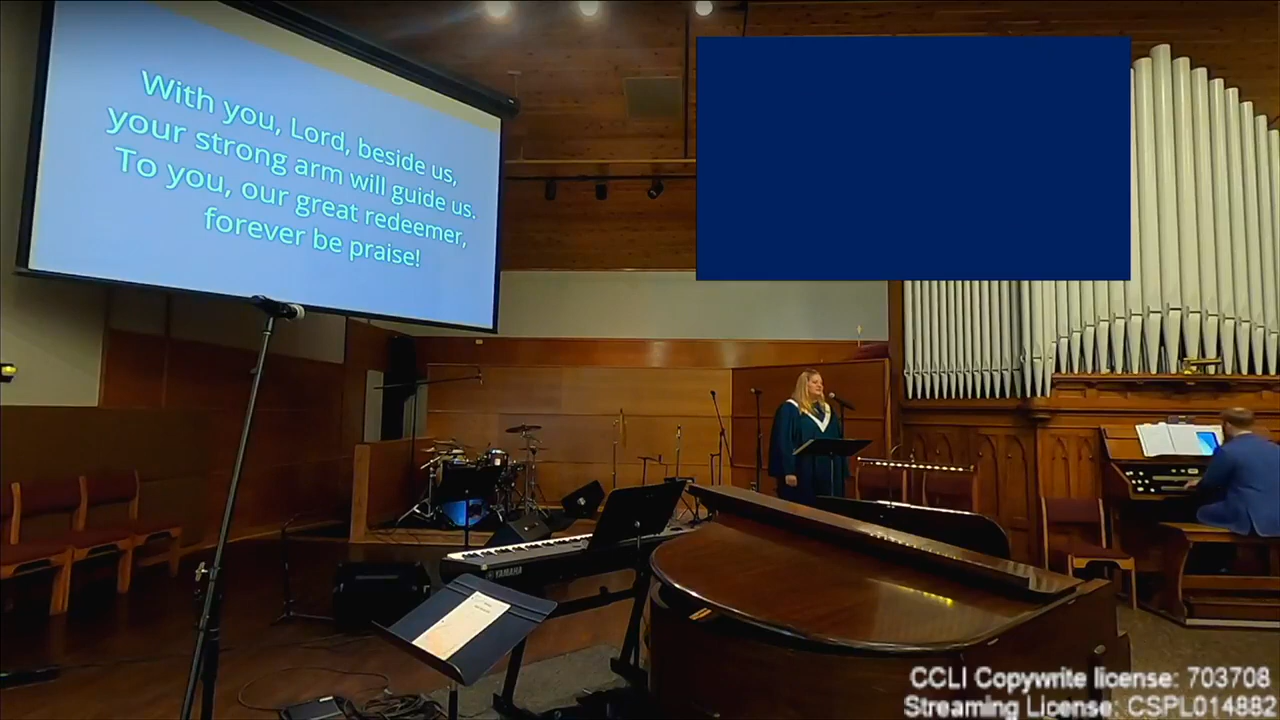 With you, Lord, beside us,
your strong arm will guide us.
To you, our great redeemer,
forever be praise!
YAMAHA
CCLI Copywrite license: 703708
Streaming License: CSPL014882